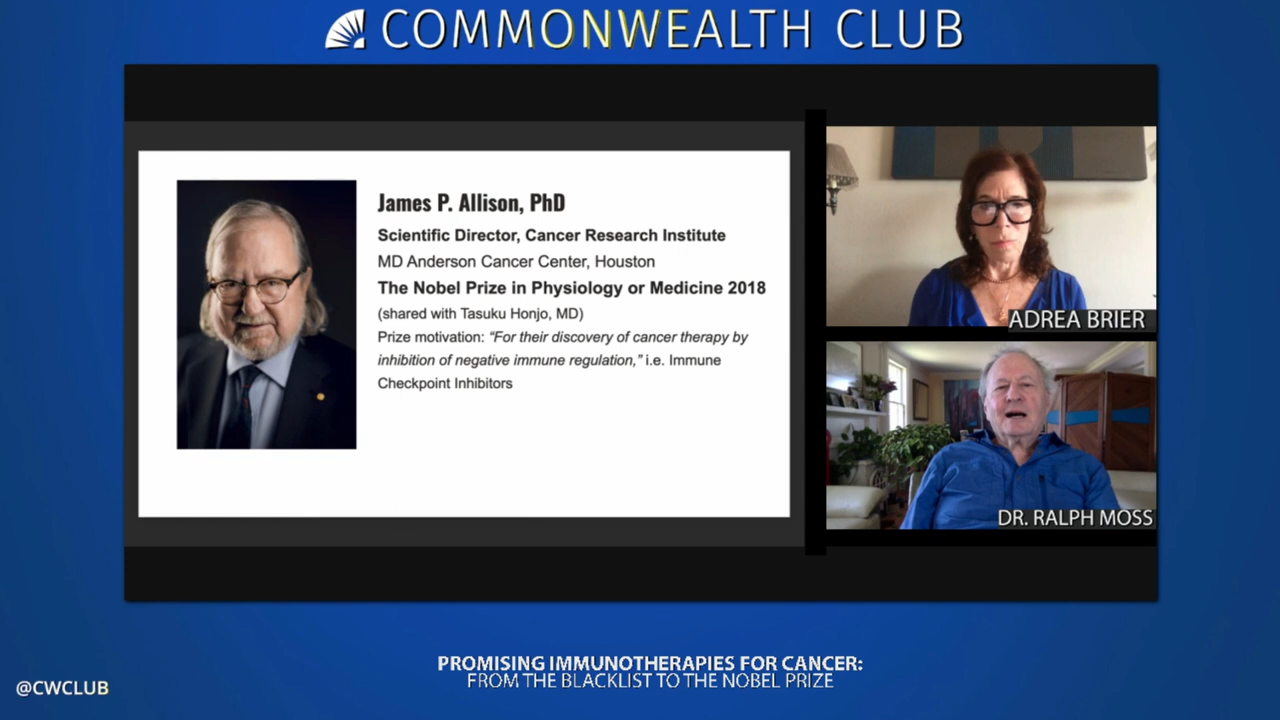 COMMONWEALTH CLUB
James P. Allison, PhD
Scientific Director, Cancer Research Institute
MD Anderson Cancer Center, Houston
The Nobel Prize in Physiology or Medicine 2018
(shared with Tasuku Honjo, MD)
Prize motivation: “For their discovery of cancer therapy by
inhibition of negative immune regulation,” i.e. Immune
Checkpoint Inhibitors
ADREA BRIER
DR. RALPH MOSS
PROMISING IMMUNOTHERAPIES FOR CANCER:
FROM THE BLACKLIST TO THE NOBEL PRIZE
@CWCLUB